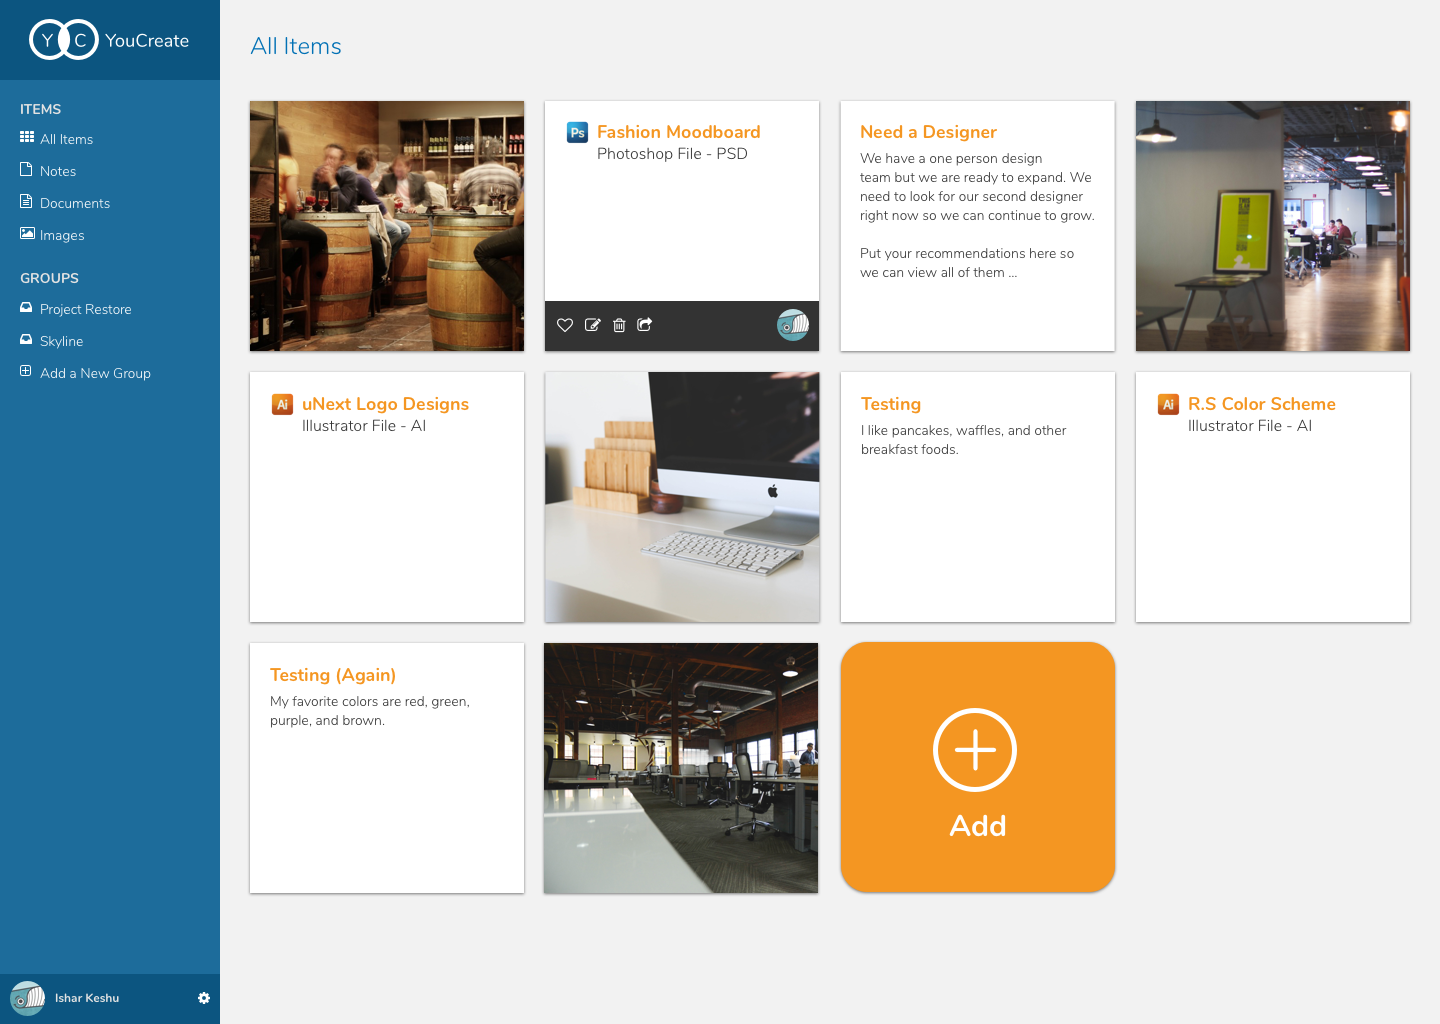 Y C YouCreate
ITEMS
All Items
Notes
Documents
Images
GROUPS
Project Restore
Skyline
Add a New Group
Ishar Keshu
All Items
Ps Fashion Moodboard
Photoshop File - PSD
Need a Designer
We have a one person design
team but we are ready to expand. We
need to look for our second designer
right now so we can continue to grow.
Put your recommendations here so
we can view all of them ...
Ai uNext Logo Designs
Illustrator File - AI
Testing
I like pancakes, waffles, and other
breakfast foods.
Ai R.S Color Scheme
Illustrator File - AI
Testing (Again)
My favorite colors are red, green,
purple, and brown.
Add